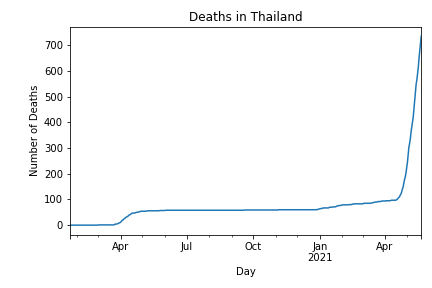 Deaths in Thailand
700
600
500
400
300
200
100
0
Number of Deaths
Apr
Jul
Oct
Jan
2021
Apr
Day